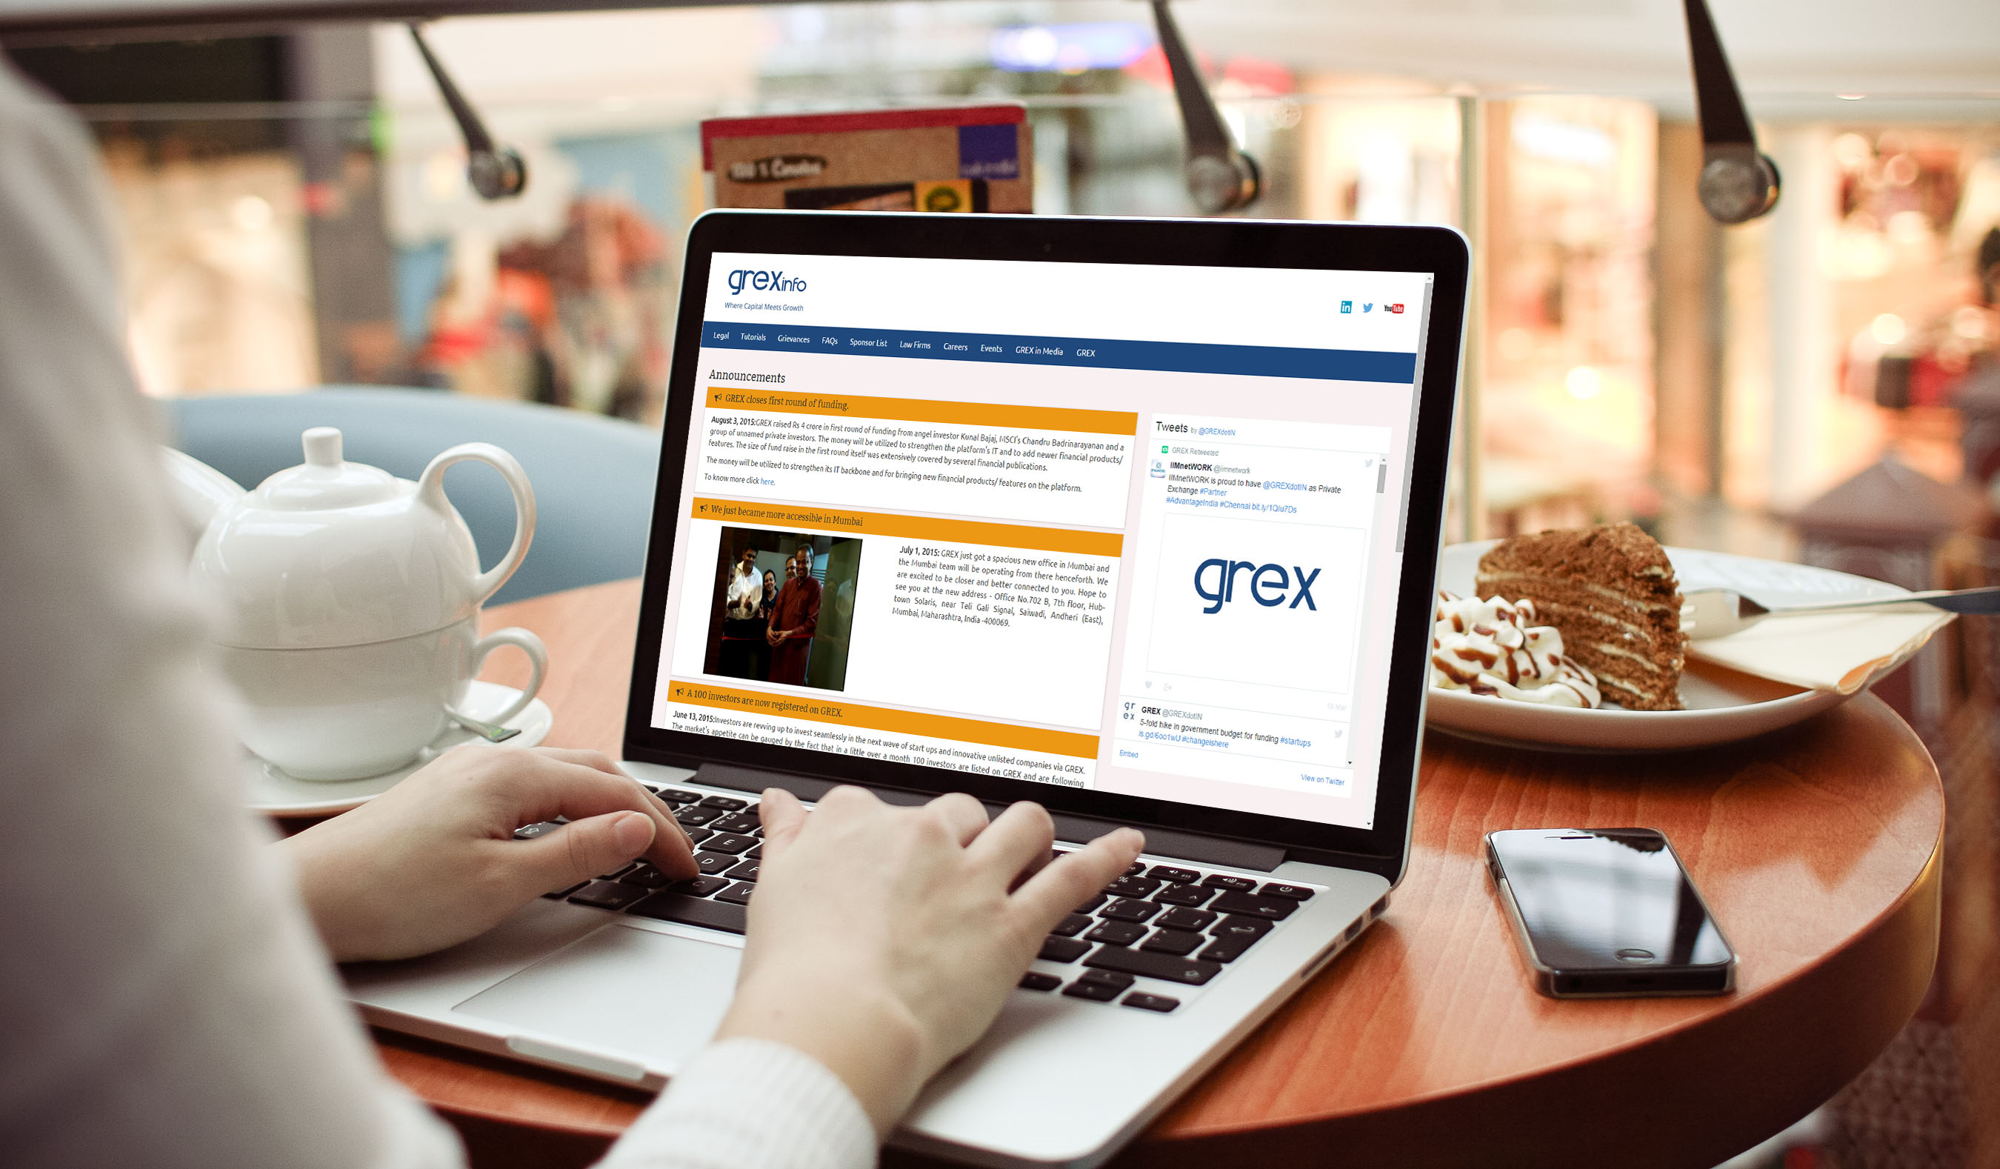 grexinfo
Where Capital Meets Growth
Legal Tutorials Grievances FAQs Sponsor List Law Firms Careers Events GREX in Media GREX
Announcements
GREX closes first round of funding.
August 3, 2015:GREX raised Rs 4 crore in first round of funding from angel investor Kunal Bajaj, MSCI's Chandru Badrinarayanan and a
group of unnamed private investors. The money will be utilized to strengthen the platform's IT and to add newer financial products/
features. The size of fund raise in the first round itself was extensively covered by several financial publications.
The money will be utilized to strengthen its IT backbone and for bringing new financial products/ features on the platform.
To know more click here.
We just became more accessible in Mumbai
July 1, 2015: GREX just got a spacious new office in Mumbai and
the Mumbai team will be operating from there henceforth. We
are excited to be closer and better connected to you. Hope to
see you at the new address - Office No.702 B, 7th floor, Hub-
town Solaris, near Teli Gali Signal, Saiwadi, Andheri (East),
Mumbai, Maharashtra, India -400069.
A 100 investors are now registered on GREX.
June 13, 2015:Investors are revving up to invest seamlessly in the next wave of start ups and innovative unlisted companies via GREX.
The market's appetite can be gauged by the fact that in a little over a month 100 investors are listed on GREX and are following
in
YouTube
Tweets by @GREXdotIN
GREX Retweeted
IIMnetWORK @iimnetwork
IIMnetWORK is proud to have @GREXdotIN as Private
Exchange #Partner
#AdvantageIndia #Chennai bit.ly/1Qiu7Ds
grex
GREX @GREXdotIN
5-fold hike in government budget for funding #startups
is.gd/6oo1wU #changeishere
Embed
View on Twitter
E
D
X
C
V